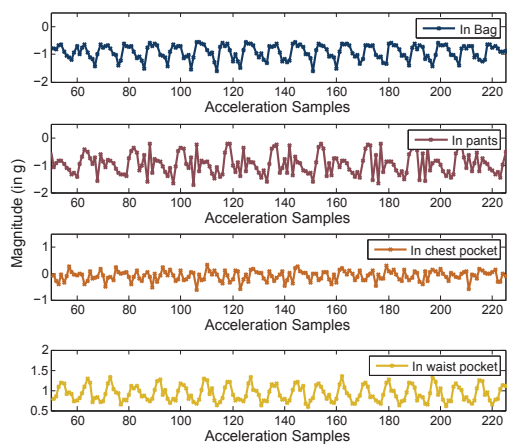 0
In Bag
−1
−2
60 80 100 120 140 160 180 200 220
Acceleration Samples
Magnitude (in g)
0
In pants
−1
−2
60 80 100 120 140 160 180 200 220
Acceleration Samples
1
In chest pocket
0
−1
60 80 100 120 140 160 180 200 220
Acceleration Samples
2
In waist pocket
1.5
1
0.5
60 80 100 120 140 160 180 200 220
Acceleration Samples